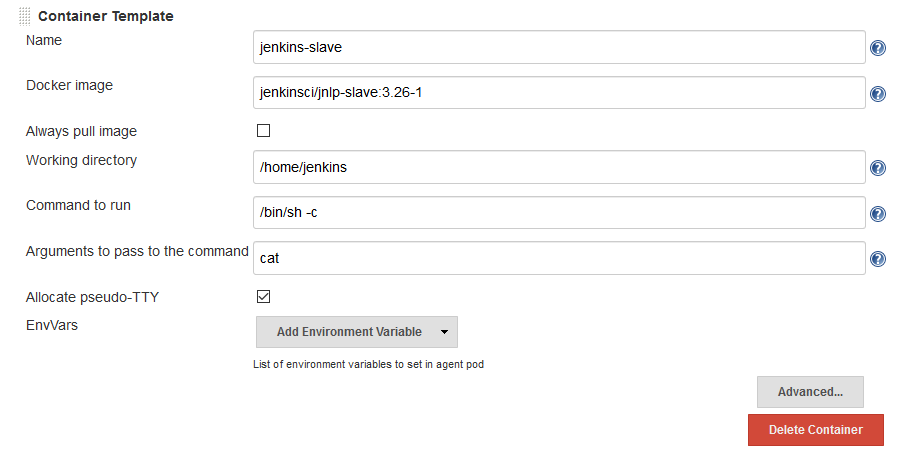 Container Template
Name
jenkins-slave
Docker image
jenkinsci/jnlp-slave:3.26-1
Always pull image
Working directory
/home/jenkins
Command to run
/bin/sh -c
Arguments to pass to the command
cat
Allocate pseudo-TTY
EnvVars
Add Environment Variable
List of environment variables to set in agent pod
Advanced...
Delete Container